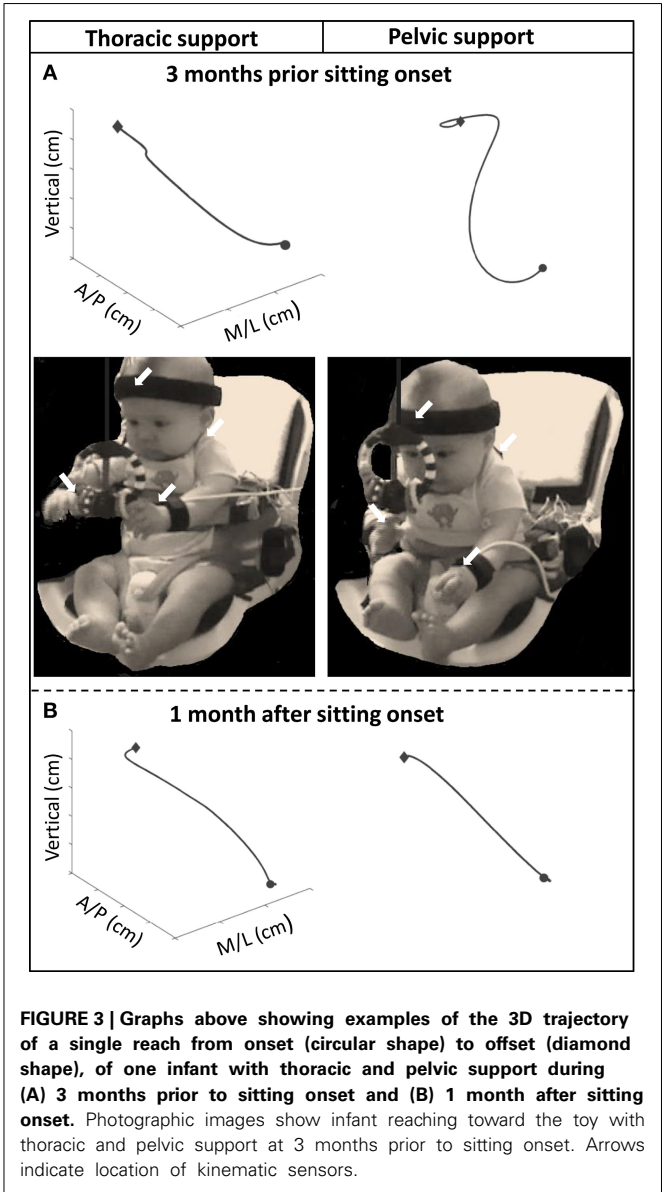 Thoracic support
Pelvic support
A
3 months prior sitting onset
Vertical (cm)
A/P (cm)
M/L (cm)
B
1 month after sitting onset
Vertical (cm)
A/P (cm)
M/L (cm)
FIGURE 3 | Graphs above showing examples of the 3D trajectory
of a single reach from onset (circular shape) to offset (diamond
shape), of one infant with thoracic and pelvic support during
(A) 3 months prior to sitting onset and (B) 1 month after sitting
onset. Photographic images show infant reaching toward the toy with
thoracic and pelvic support at 3 months prior to sitting onset. Arrows
indicate location of kinematic sensors.